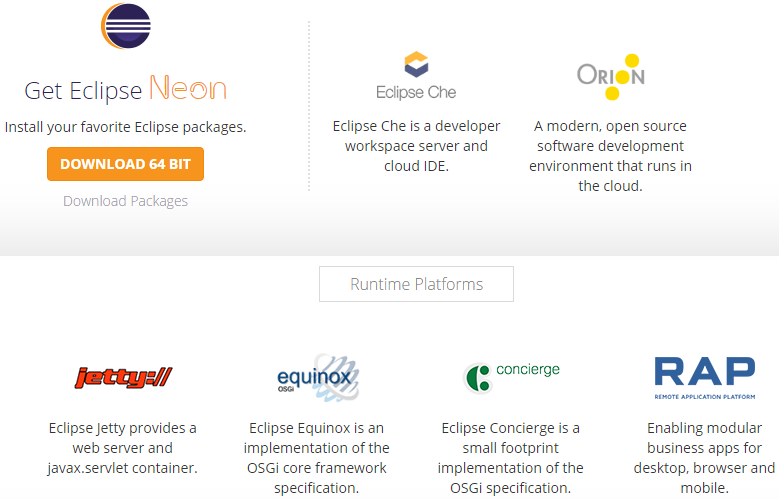 Get Eclipse Neon
Install your favorite Eclipse packages.
DOWNLOAD 64 BIT
Download Packages
Eclipse Che
Eclipse Che is a developer
workspace server and
cloud IDE.
ORION
A modern, open source
software development
environment that runs in
the cloud.
Runtime Platforms
jetty://
Eclipse Jetty provides a
web server and
javax.servlet container.
equinox
OSGi
Eclipse Equinox is an
implementation of the
OSGi core framework
specification.
concierge
Eclipse Concierge is a
small footprint
implementation of the
OSGi specification.
RAP
REMOTE APPLICATION PLATFORM
Enabling modular
business apps for
desktop, browser and
mobile.